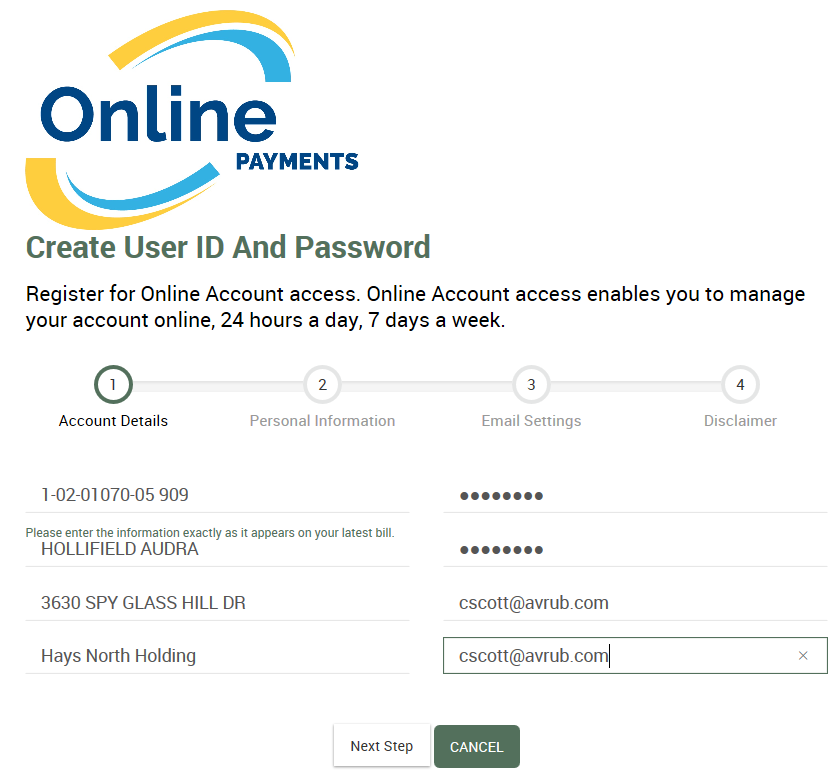 Online
PAYMENTS
Create User ID And Password
Register for Online Account access. Online Account access enables you to manage
your account online, 24 hours a day, 7 days a week.
1
2
3
4
Account Details
Personal Information
Email Settings
Disclaimer
1-02-01070-05 909
●●●●●●●●
Please enter the information exactly as it appears on your latest bill.
HOLLIFIELD AUDRA
●●●●●●●●
3630 SPY GLASS HILL DR
cscott@avrub.com
Hays North Holding
cscott@avrub.com
Next Step
CANCEL